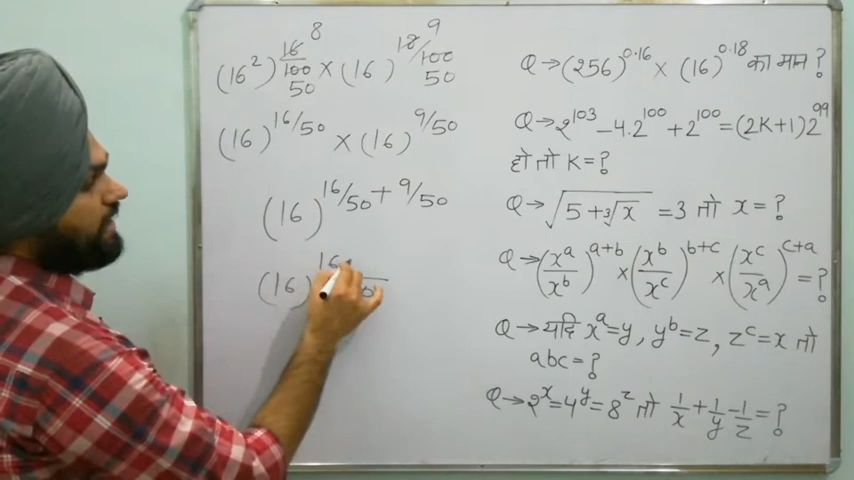 (16²)^16/100 8 50 × (16)^18/100 9 50
(16)^16/50 × (16)^9/50
(16)^16/50 + 9/50
(16)^16
Q→(256)^0.16 × (16)^0.18 का मान ?
Q→2^103 – 4.2^100 + 2^100 = (2K+1)2^99
हो तो K=?
Q→√(5+∛x) = 3 तो x=?
Q→(x^a/x^b)^a+b × (x^b/x^c)^b+c × (x^c/x^a)^c+a = ?
Q→यदि x^a=y, y^b=z, z^c=x तो
abc=?
Q→2^x=4^y=8^z तो 1/x + 1/y – 1/z = ?